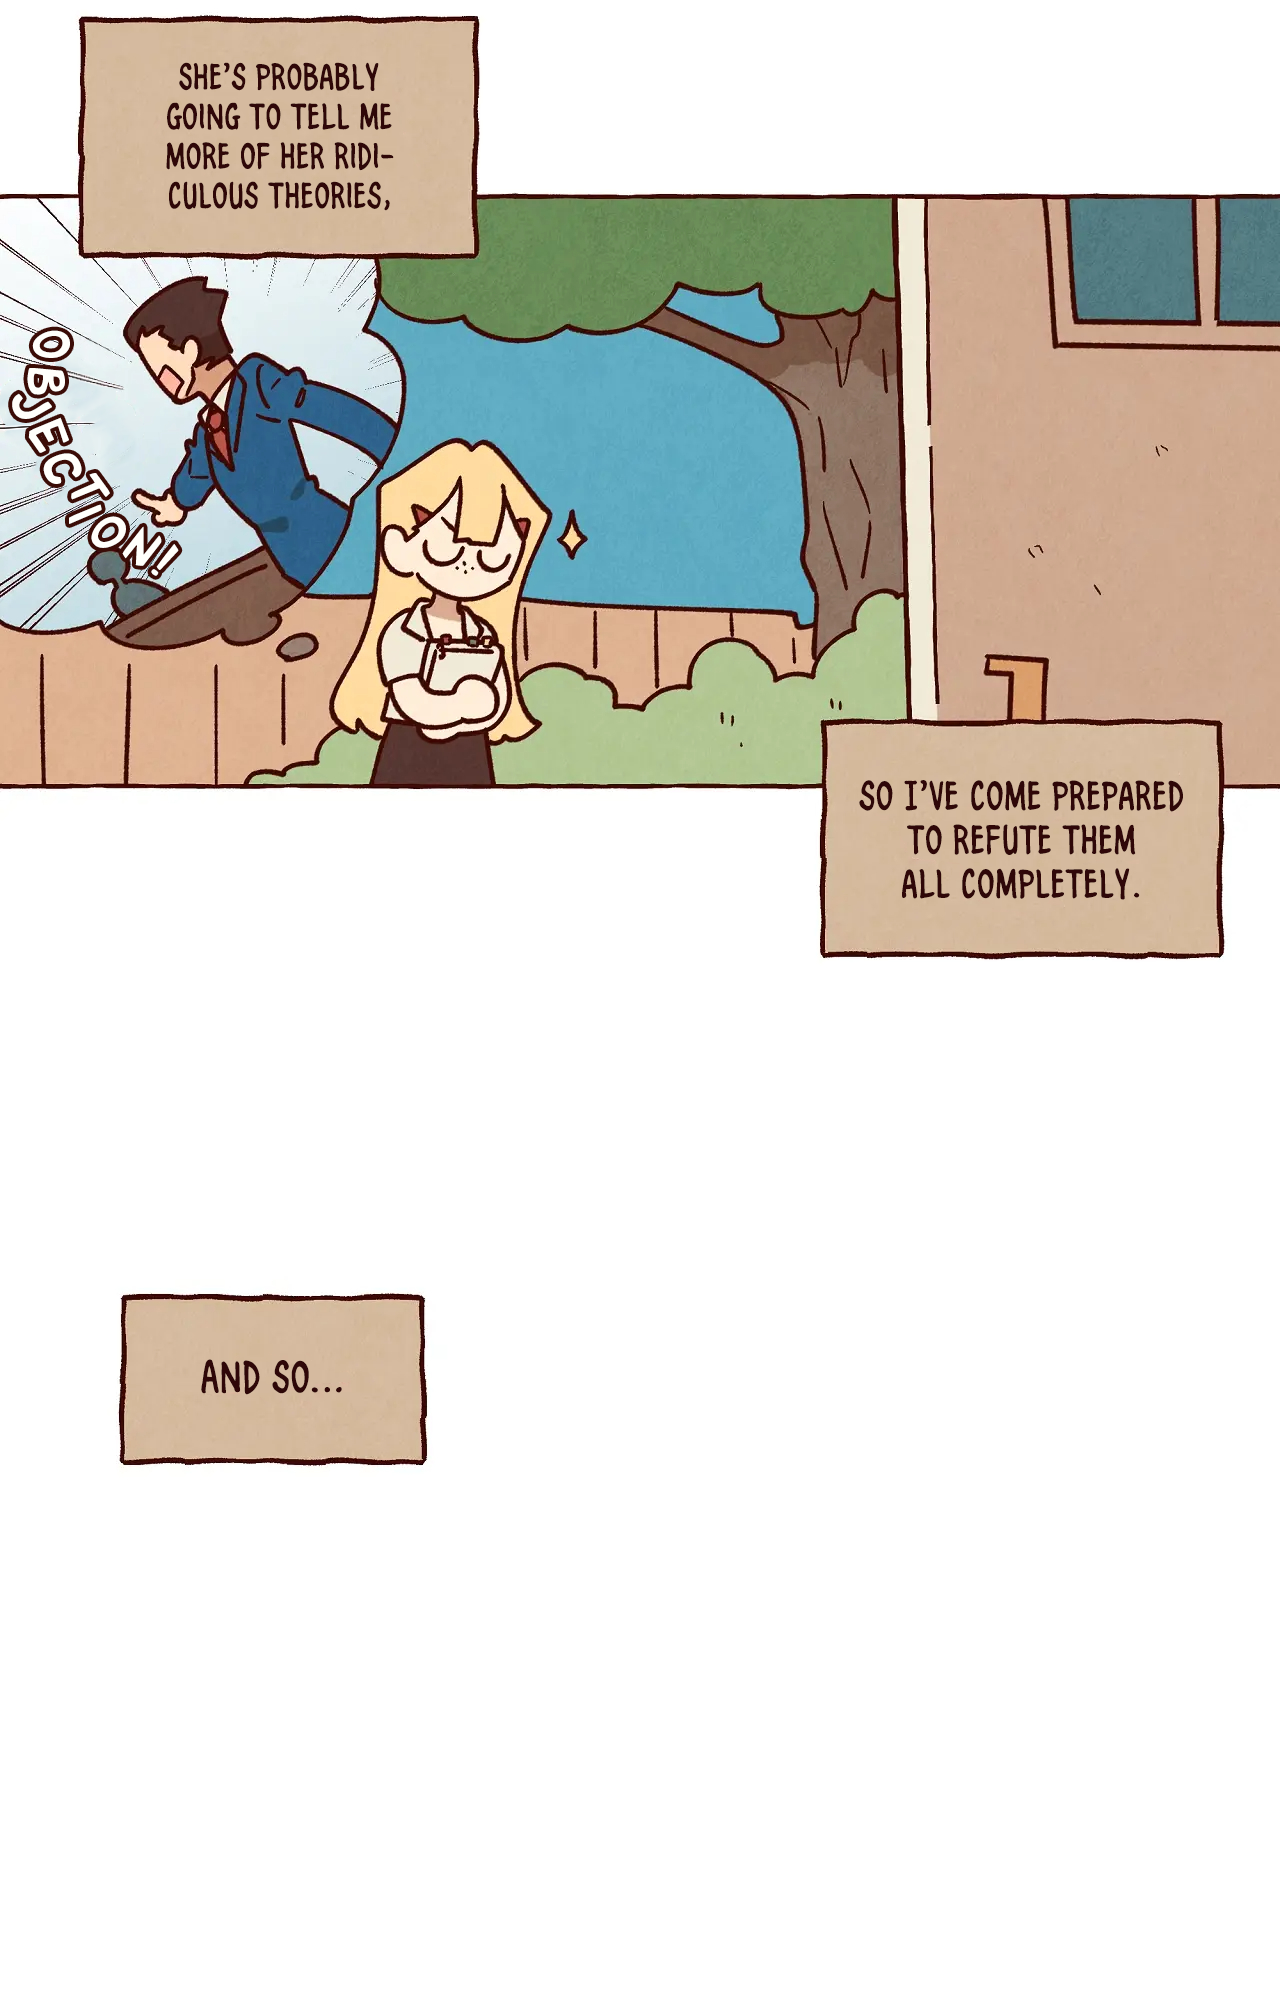 SHE'S PROBABLY
GOING TO TELL ME
MORE OF HER RIDI-
CULOUS THEORIES,
OBJECTION!
SO I'VE COME PREPARED
TO REFUTE THEM
ALL COMPLETELY.
AND SO...